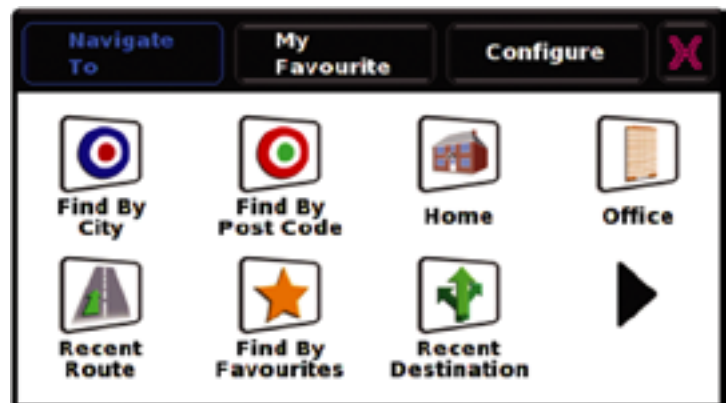 Navigate
To
My
Favourite
Configure
Find By
City
Find By
Post Code
Home
Office
Recent
Route
Find By
Favourites
Recent
Destination